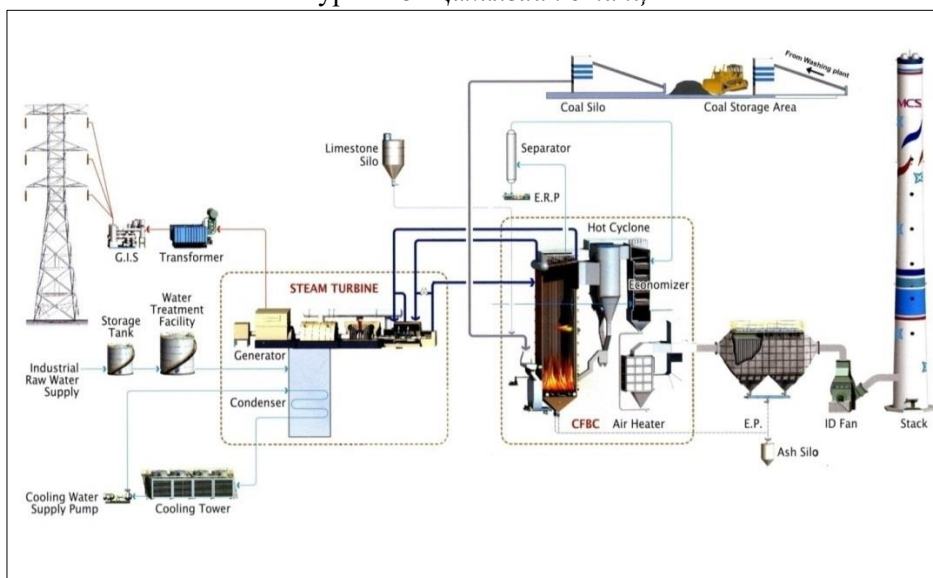 From Washing plant
Coal Silo
Coal Storage Area
MCS
Limestone
Silo
Separator
E.R.P
Hot Cyclone
G.I.S
Transformer
Economizer
STEAM TURBINE
Water
Treatment
Facility
Storage
Tank
Generator
Industrial
Raw Water
Supply
Condenser
CFBC
Air Heater
E.P.
ID Fan
Stack
Ash Silo
Cooling Water
Supply Pump
Cooling Tower